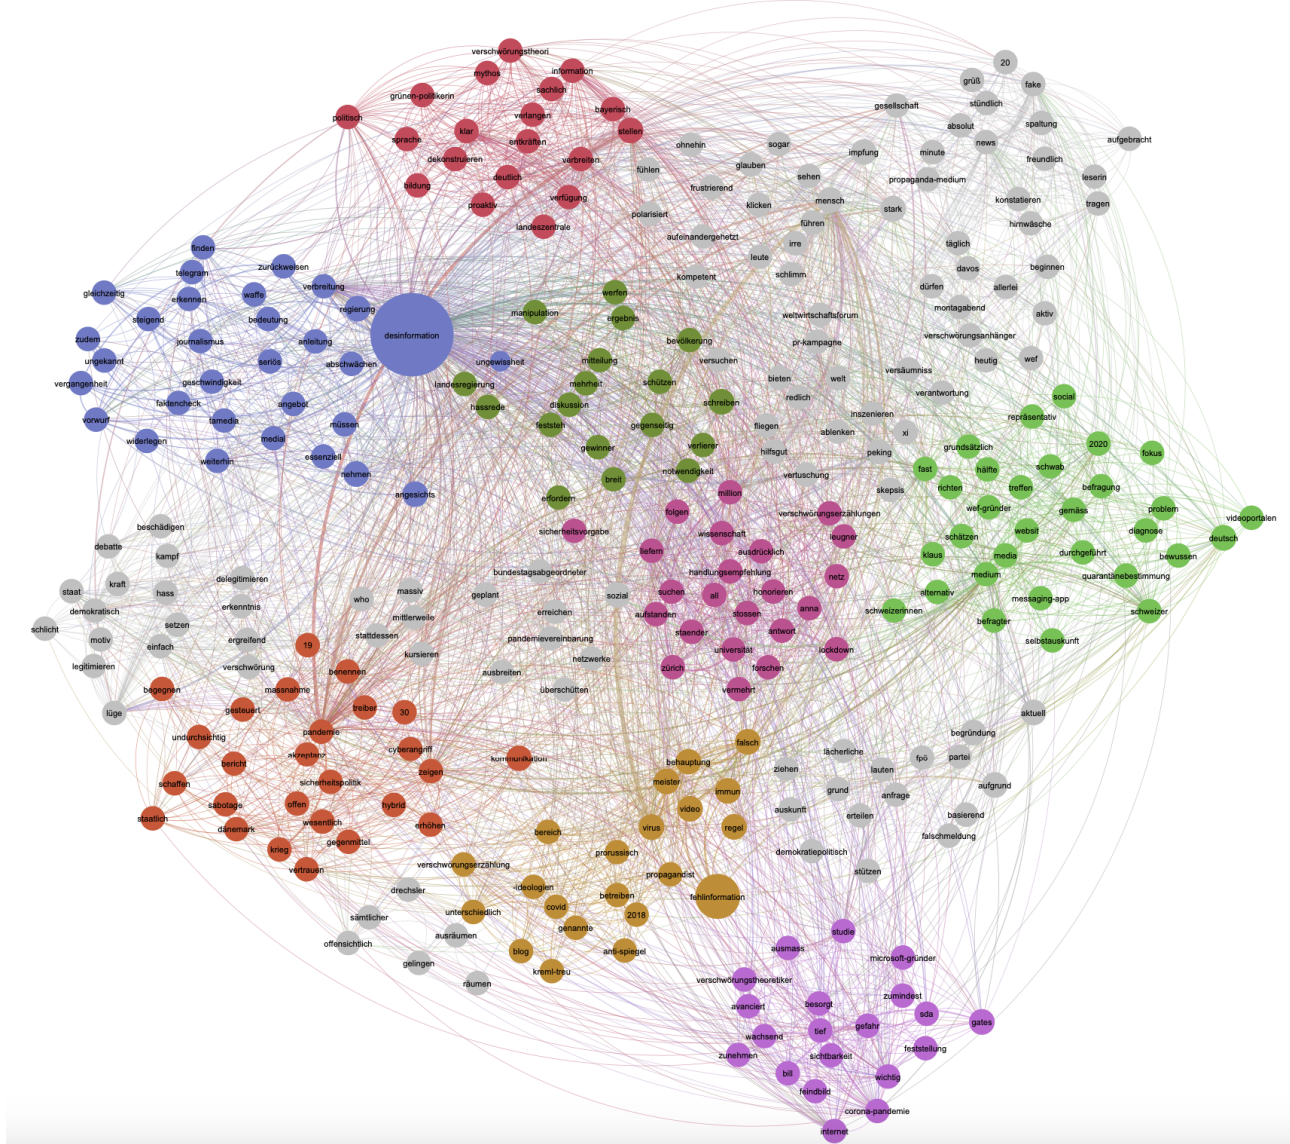 verschwörungstheori
mythos
information
grünen-politikerin
sachlich
bayerisch
politisch
verlangen
klar
stellen
sprache
entkräften
dekonstruieren
verbreiten
deutlich
bildung
verfügung
proaktiv
landeszentrale
20
grüß
fake
gesellschaft
stündlich
absolut
spaltung
aufgebracht
news
ohnehin
sogar
impfung
minute
freundlich
glauben
fühlen
sehen
propaganda-medium
leserin
frustrierend
mensch
konstatieren
klicken
stark
tragen
polarisiert
führen
hirnwäsche
aufeinandergehetzt
irre
täglich
leute
davos
beginnen
kompetent
schlimm
dürfen
allerlei
montagabend
weltwirtschaftsforum
aktiv
pr-kampagne
verschwörungsanhänger
heutig
wef
versuchen
versäumniss
bieten
welt
redlich
verantwortung
inszenieren
fliegen
ablenken
xi
hilfsgut
peking
vertuschung
skepsis
finden
telegram
zurückweisen
gleichzeitig
erkennen
waffe
verbreitung
steigend
bedeutung
regierung
zudem
journalismus
anleitung
desinformation
ungekannt
seriös
abschwächen
ungewissheit
vergangenheit
geschwindigkeit
faktencheck
angebot
vorwurf
tamedia
müssen
widerlegen
medial
weiterhin
essenziell
nehmen
angesichts
werfen
manipulation
ergebnis
bevölkerung
mitteilung
landesregierung
mehrheit
schützen
hassrede
diskussion
schreiben
feststeh
gegenseitig
gewinner
verlierer
breit
notwendigkeit
erfordern
social
repräsentativ
grundsätzlich
2020
fokus
fast
hälfte
schwab
richten
treffen
befragung
wef-gründer
gemäss
problem
videoportalen
schätzen
websit
diagnose
deutsch
klaus
media
durchgeführt
bewussen
medium
quarantänebestimmung
alternativ
messaging-app
schweizerinnen
schweizer
befragter
selbstauskunft
million
folgen
verschwörungserzählungen
sicherheitsvorgabe
wissenschaft
leugner
liefern
ausdrücklich
handlungsempfehlung
netz
suchen
all
honorieren
anna
aufstanden
stossen
staender
antwort
universität
lockdown
zürich
forschen
vermehrt
beschädigen
debatte
kampf
staat
kraft
delegitimieren
hass
demokratisch
erkenntnis
schlicht
setzen
motiv
einfach
ergreifend
legitimieren
verschwörung
lüge
who
massiv
mittlerweile
stattdessen
kursieren
bundestagsabgeordneter
geplant
sozial
erreichen
pandemievereinbarung
netzwerke
ausbreiten
überschütten
19
begegnen
massnahme
benennen
gesteuert
treiber
30
undurchsichtig
pandemie
bericht
akzeptanz
cyberangriff
kommunikation
schaffen
sicherheitspolitik
zeigen
sabotage
offen
hybrid
staatlich
dänemark
wesentlich
erhöhen
krieg
gegenmittel
vertrauen
falsch
behauptung
meister
immun
video
virus
regel
bereich
prorussisch
verschwörungserzählung
propagandist
-ideologien
betreiben
fehlinformation
unterschiedlich
covid
2018
genannte
blog
anti-spiegel
kreml-treu
drechsler
sämtlicher
offensichtlich
ausräumen
gelingen
räumen
aktuell
begründung
lächerliche
ziehen
lauten
fpö
partei
grund
anfrage
aufgrund
auskunft
erteilen
basierend
falschmeldung
demokratiepolitisch
stützen
studie
ausmass
microsoft-gründer
verschwörungstheoretiker
zumindest
avanciert
besorgt
sda
gates
tief
gefahr
wachsend
zunehmen
sichtbarkeit
feststellung
bill
wichtig
feindbild
corona-pandemie
internet